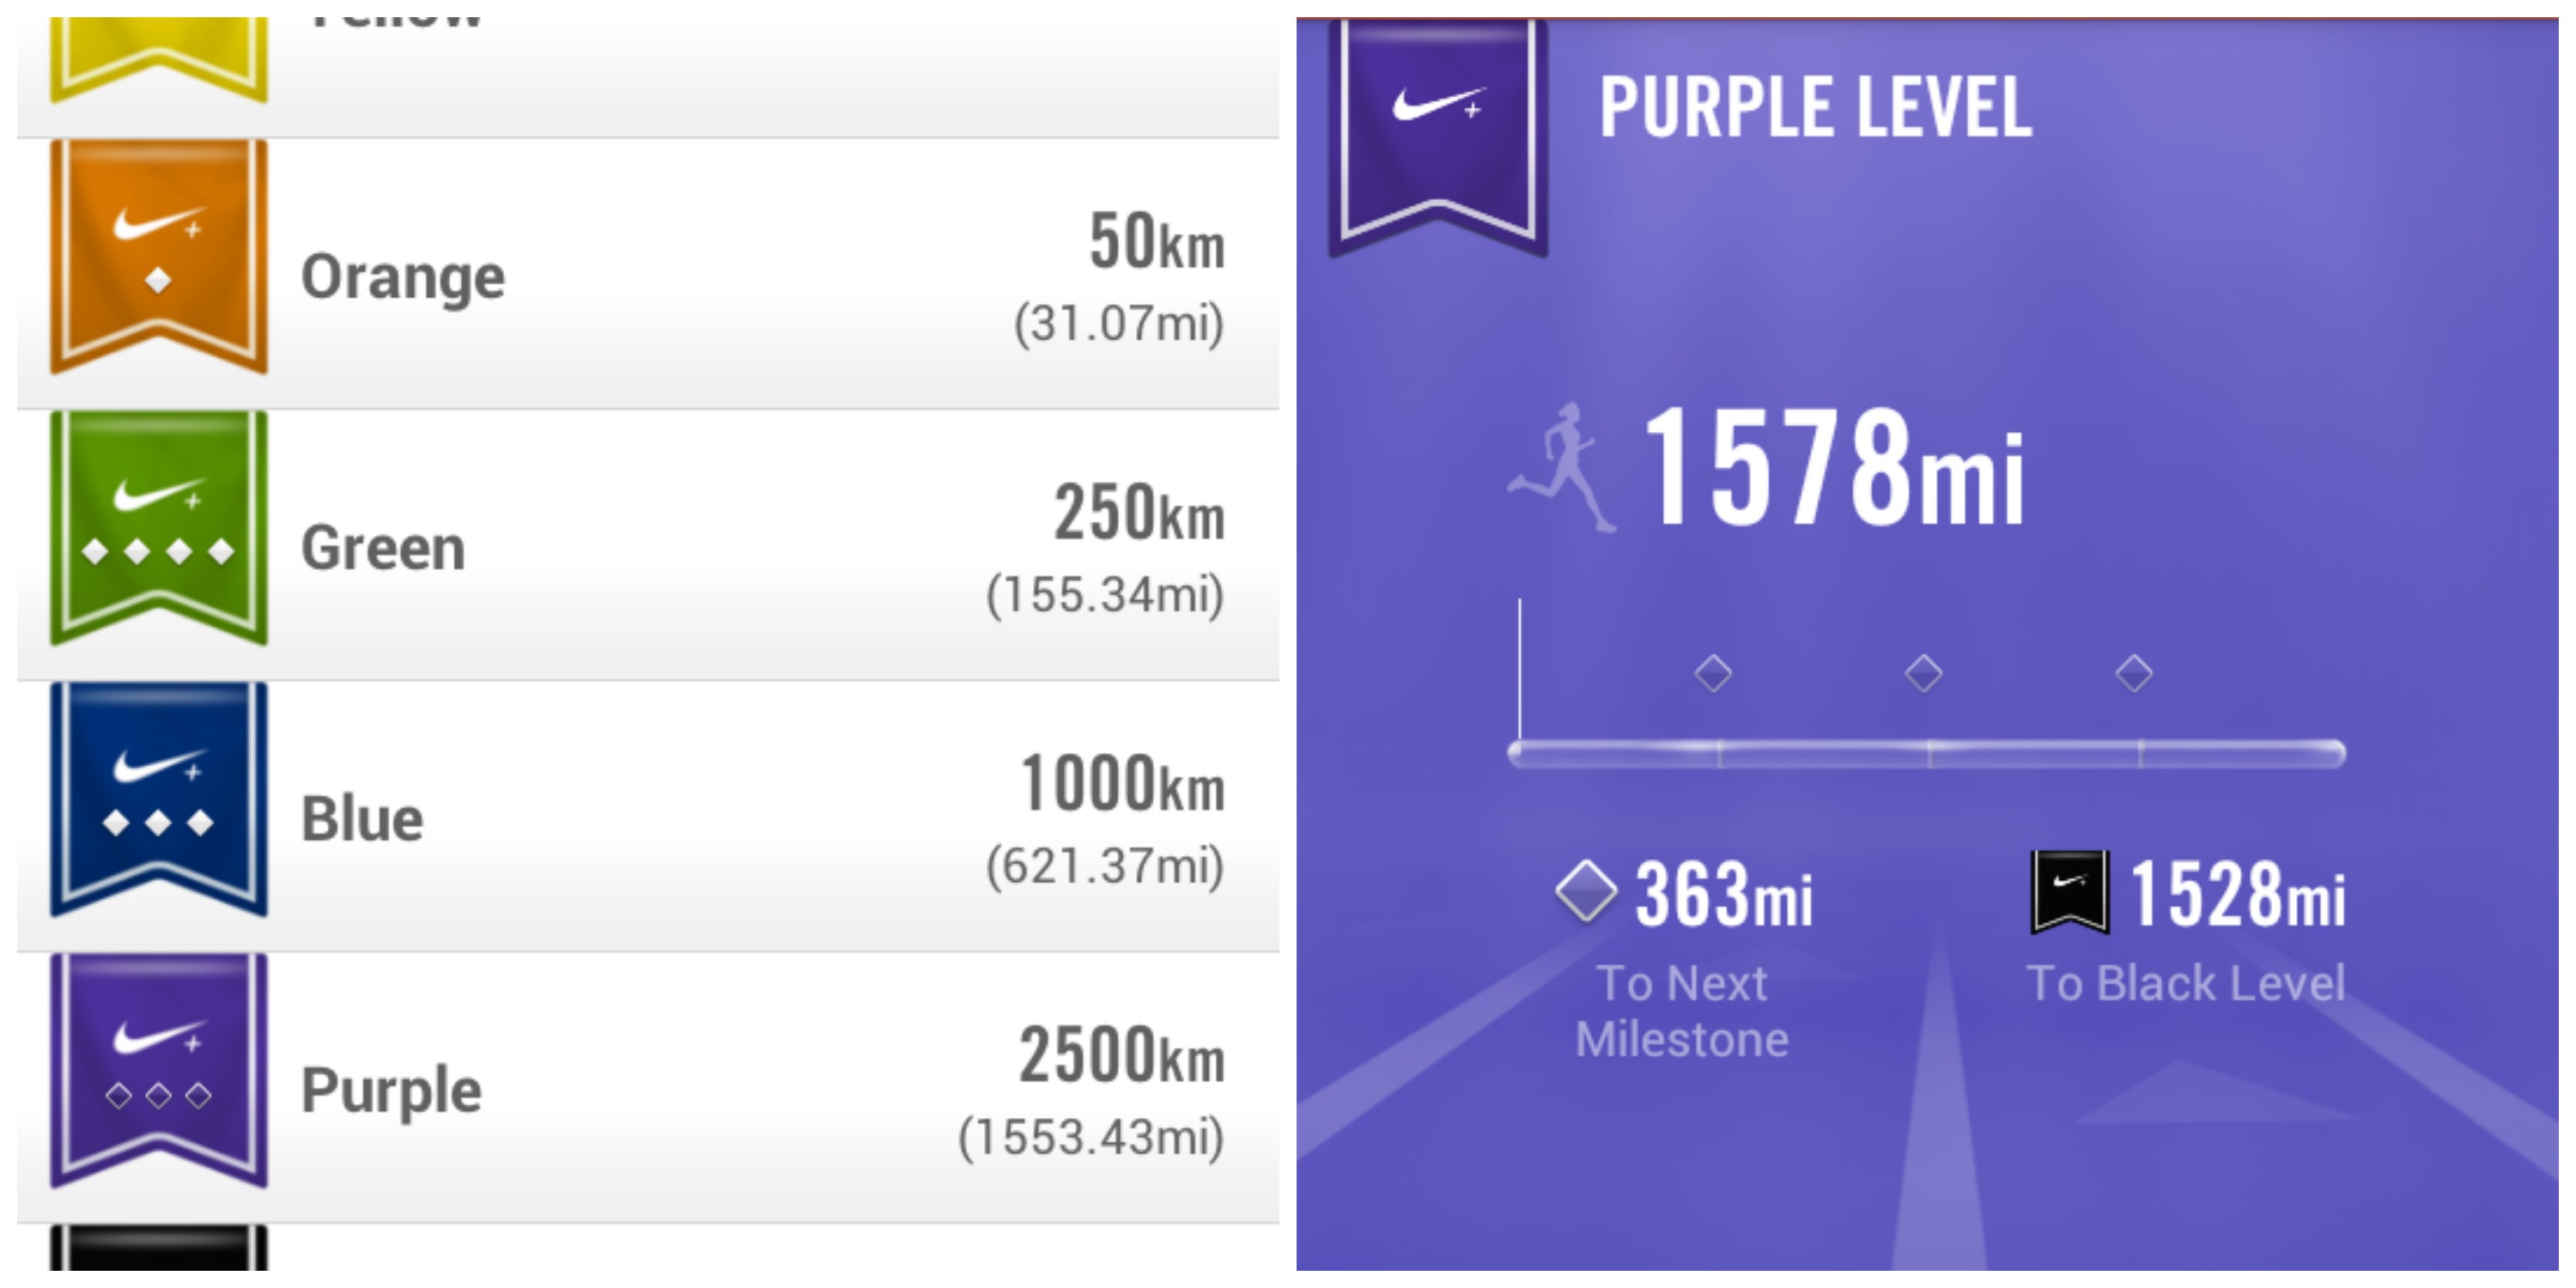 Yellow
Orange
50km
(31.07mi)
Green
250km
(155.34mi)
Blue
1000km
(621.37mi)
Purple
2500km
(1553.43mi)
PURPLE LEVEL
1578mi
363mi
To Next
Milestone
1528mi
To Black Level